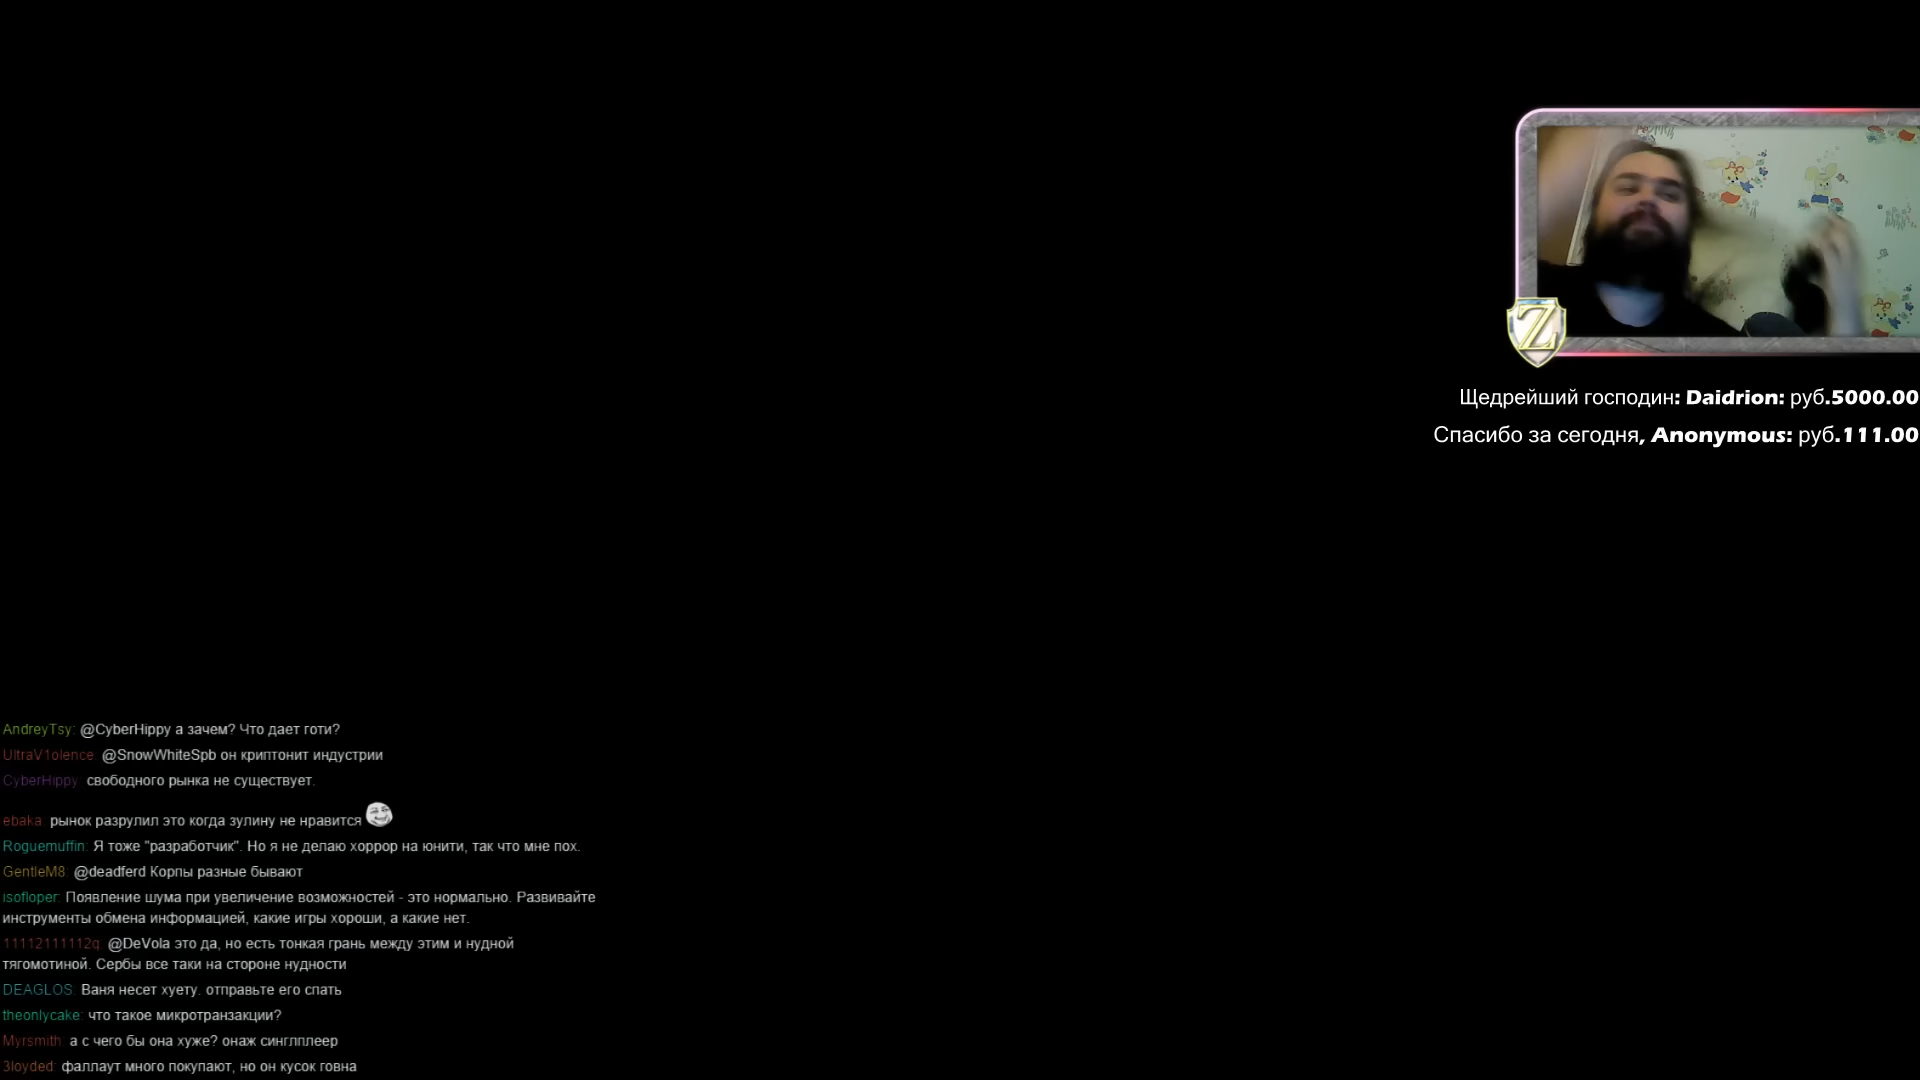 Z
Щедрейший господин: Daidrion: руб.5000.00
Спасибо за сегодня, Anonymous: руб.111.00
AndreyTsy: @CyberHippy а зачем? Что дает готи?
UltraV1olence: @SnowWhiteSpb он криптонит индустрии
CyberHippy: свободного рынка не существует.
ebaka: рынок разрулил это когда зулину не нравится
Roguemuffin: Я тоже "разработчик". Но я не делаю хоррор на юнити, так что мне пох.
GentleM8: @deadferd Корпы разные бывают
isofloper: Появление шума при увеличение возможностей - это нормально. Развивайте
инструменты обмена информацией, какие игры хороши, а какие нет.
11112111112q: @DeVola это да, но есть тонкая грань между этим и нудной
тягомотиной. Сербы все таки на стороне нудности
DEAGLOS: Ваня несет хуету. отправьте его спать
theonlycake: что такое микротранзакции?
Myrsmith: а с чего бы она хуже? онаж синглплеер
3loyded: фаллаут много покупают, но он кусок говна